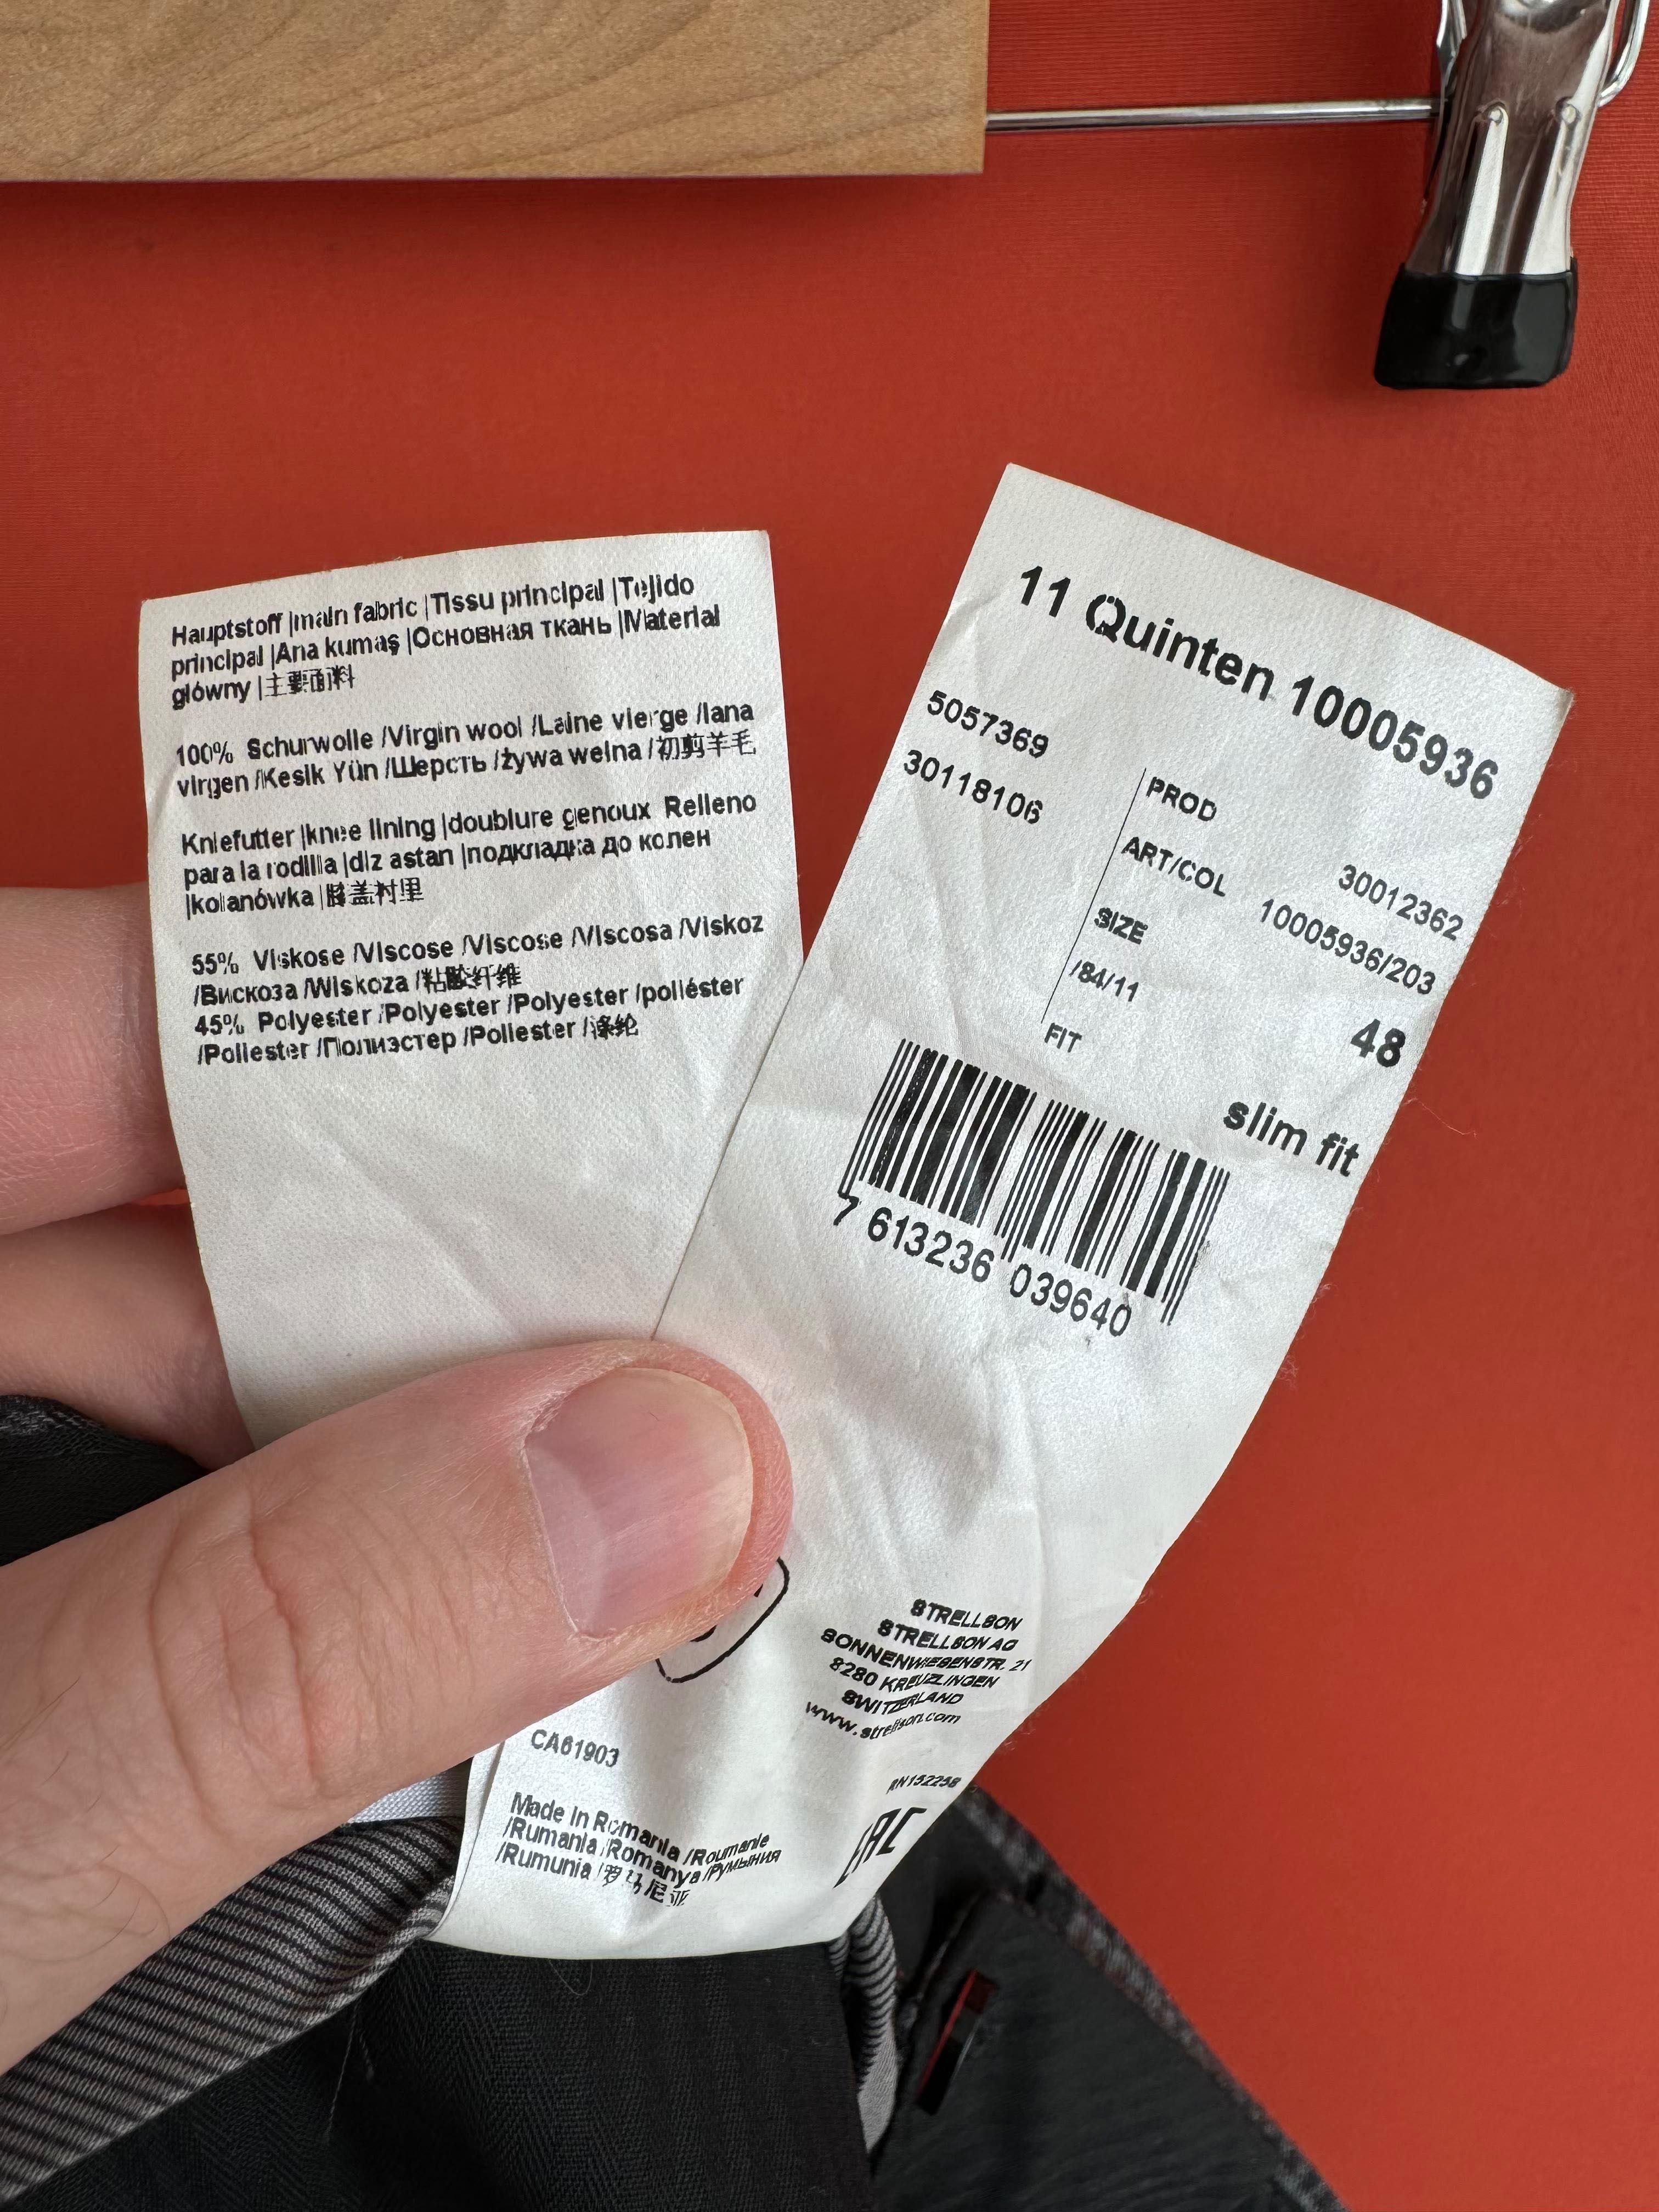 Hauptstoff |main fabric |Tissu principal |Tejido
principal |Ana kumaş |Основная ткань |Material
główny |主要面料
100% Schurwolle /Virgin wool /Laine vierge /lana
virgen /Kesik Yün /Шерсть /żywa welna /初剪羊毛
Kniefutter |knee lining |doublure genoux Relleno
para la rodilla |diz astarı |подкладка до колен
|kolanówka |膝盖衬里
55% Viskose /Viscose /Viscose /Viscosa /Viskoz
/Вискоза /Wiskoza /粘胶纤维
45% Polyester /Polyester /Polyester /poliéster
/Poliester /Полиэстер /Poliester /涤纶
11 Quinten 10005936
5057369
30118106
PROD 30012362
ART/COL 10005936/203
SIZE 48
/84/11
FIT slim fit
7 613236 039640
STRELLSON
STRELLSON AG
SONNENWIESENSTR. 21
8280 KREUZLINGEN
SWITZERLAND
www.strellson.com
CA61903
RN152258
Made in Romania /Roumanie
/Rumania /Romanya /Румыния
/Rumunia /罗马尼亚
EAC